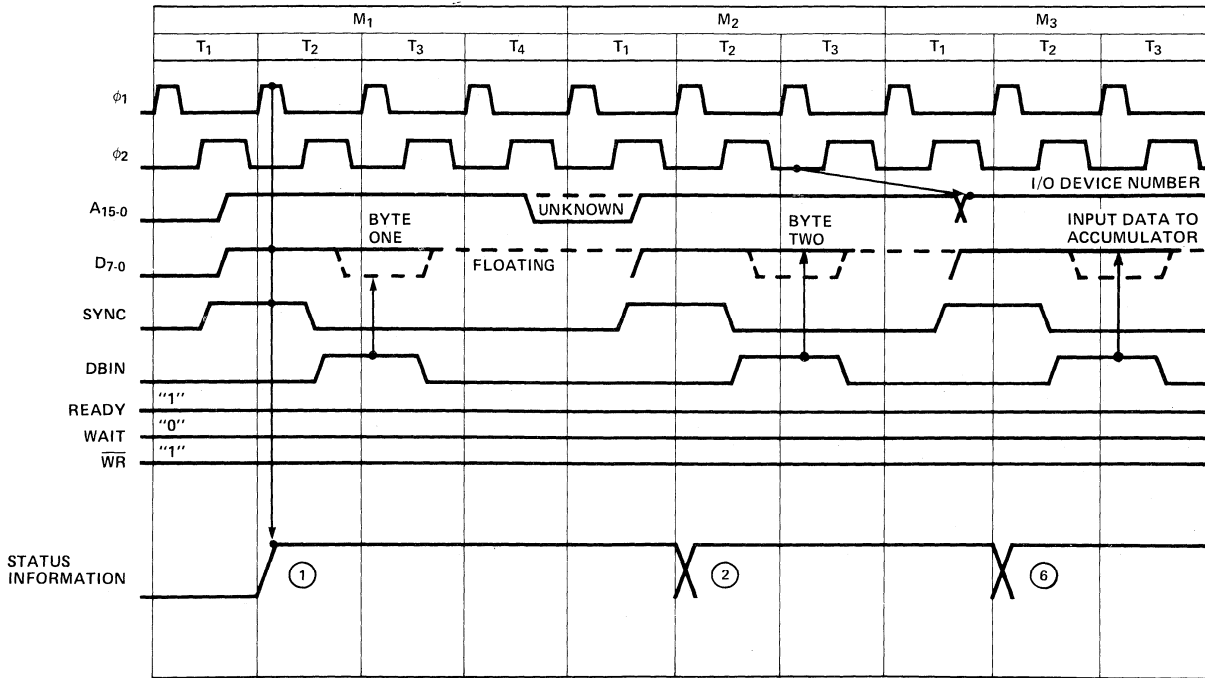 M1 M2 M3
T1 T2 T3 T4 T1 T2 T3 T1 T2 T3
ϕ1
ϕ2
I/O DEVICE NUMBER
A15-0
UNKNOWN
BYTE
ONE
BYTE
TWO
INPUT DATA TO
ACCUMULATOR
D7-0
FLOATING
SYNC
DBIN
READY "1"
WAIT "0"
WR "1"
STATUS
INFORMATION
1 2 6